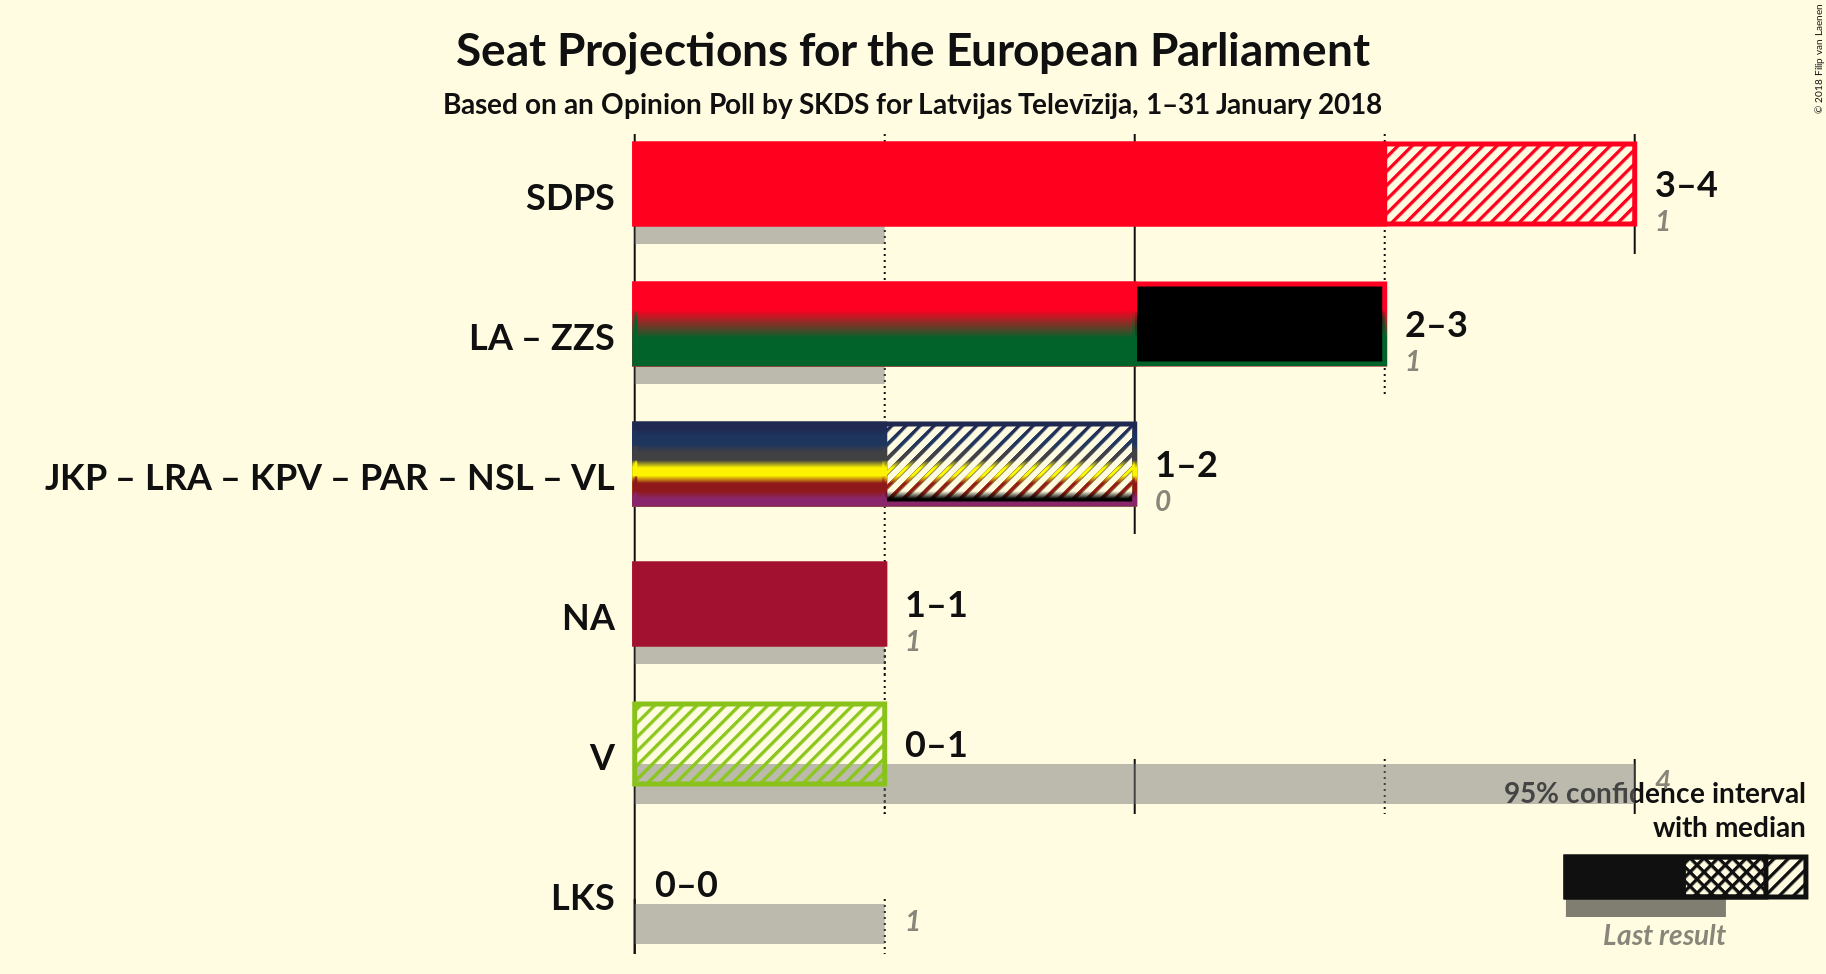 Seat Projections for the European Parliament
Based on an Opinion Poll by SKDS for Latvijas Televīzija, 1–31 January 2018
© 2018 Filip van Laenen
SDPS
3–4
1
LA – ZZS
2–3
1
JKP – LRA – KPV – PAR – NSL – VL
1–2
0
NA
1–1
1
V
0–1
4
LKS
0–0
1
95% confidence interval
with median
Last result